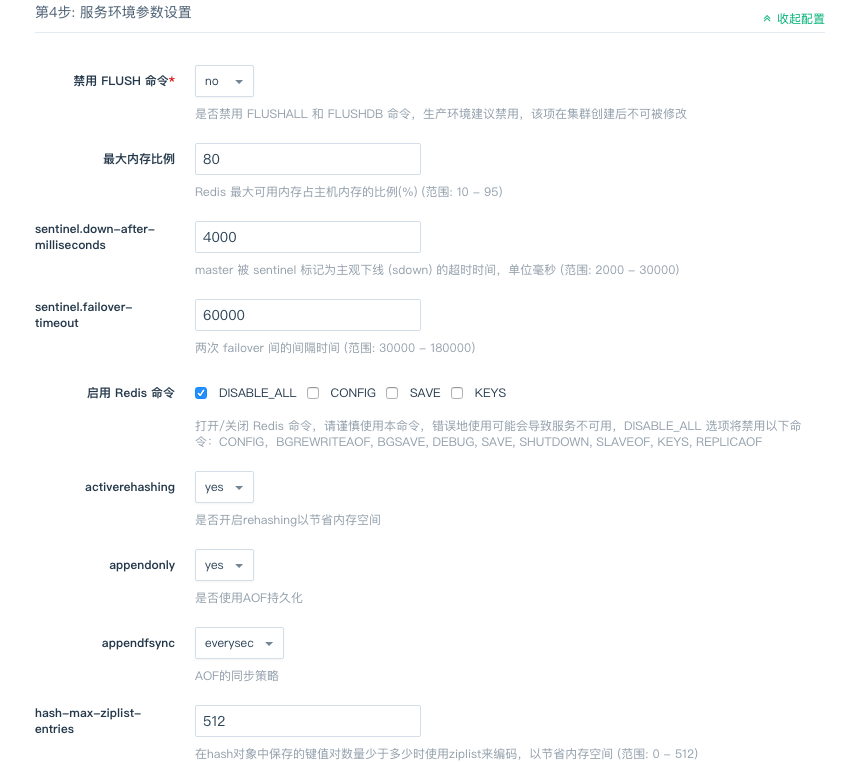 第4步: 服务环境参数设置
收起配置
禁用 FLUSH 命令*
no
是否禁用 FLUSHALL 和 FLUSHDB 命令，生产环境建议禁用，该项在集群创建后不可被修改
最大内存比例
80
Redis 最大可用内存占主机内存的比例(%) (范围: 10 - 95)
sentinel.down-after-
milliseconds
4000
master 被 sentinel 标记为主观下线 (sdown) 的超时时间，单位毫秒 (范围: 2000 - 30000)
sentinel.failover-
timeout
60000
两次 failover 间的间隔时间 (范围: 30000 - 180000)
启用 Redis 命令
DISABLE_ALL CONFIG SAVE KEYS
打开/关闭 Redis 命令，请谨慎使用本命令，错误地使用可能会导致服务不可用，DISABLE_ALL 选项将禁用以下命
令：CONFIG，BGREWRITEAOF, BGSAVE, DEBUG, SAVE, SHUTDOWN, SLAVEOF, KEYS, REPLICAOF
activerehashing
yes
是否开启rehashing以节省内存空间
appendonly
yes
是否使用AOF持久化
appendfsync
everysec
AOF的同步策略
hash-max-ziplist-
entries
512
在hash对象中保存的键值对数量少于多少时使用ziplist来编码，以节省内存空间 (范围: 0 - 512)